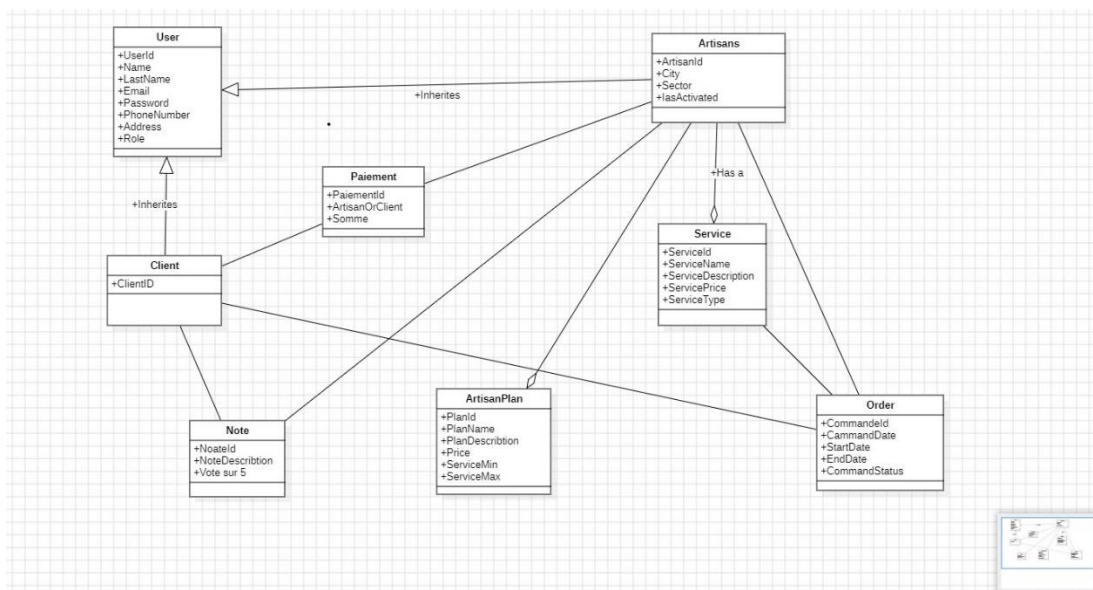 User
+UserId
+Name
+LastName
+Email
+Password
+PhoneNumber
+Address
+Role
Artisans
+ArtisanId
+City
+Sector
+IasActivated
+Inherites
Paiement
+PaiementId
+ArtisanOrClient
+Somme
+Has a
+Inherites
Service
+ServiceId
+ServiceName
+ServiceDescription
+ServicePrice
+ServiceType
Client
+ClientID
ArtisanPlan
+PlanId
+PlanName
+PlanDescribtion
+Price
+ServiceMin
+ServiceMax
Order
+CommandeId
+CammandDate
+StartDate
+EndDate
+CommandStatus
Note
+NoateId
+NoteDescribtion
+Vote sur 5